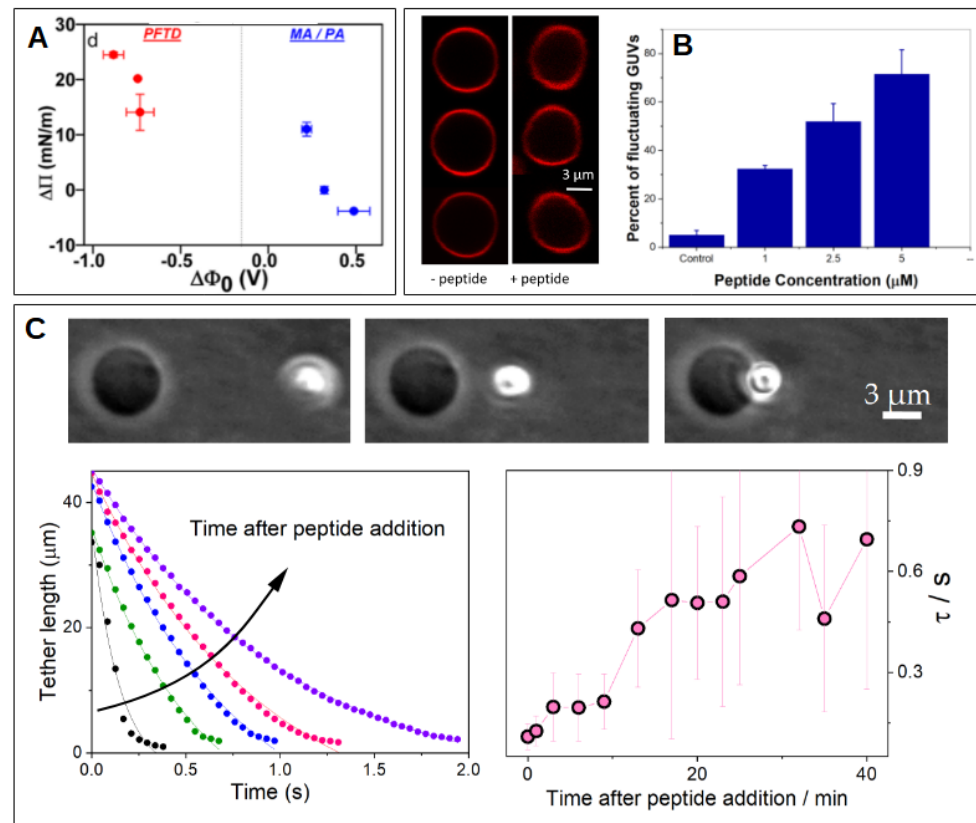 A
d
PFTD
MA / PA
30
20
10
0
-10
ΔΠ (mN/m)
-1.0
-0.5
0.0
0.5
ΔΦ0 (V)
3 μm
- peptide
+ peptide
B
Percent of fluctuating GUVs
80
60
40
20
0
Control
1
2.5
5
--
Peptide Concentration (μM)
C
3 μm
Tether length (μm)
40
20
0
Time after peptide addition
0.0
0.5
1.0
1.5
2.0
Time (s)
0.9
0.6
0.3
τ / s
0
20
40
Time after peptide addition / min